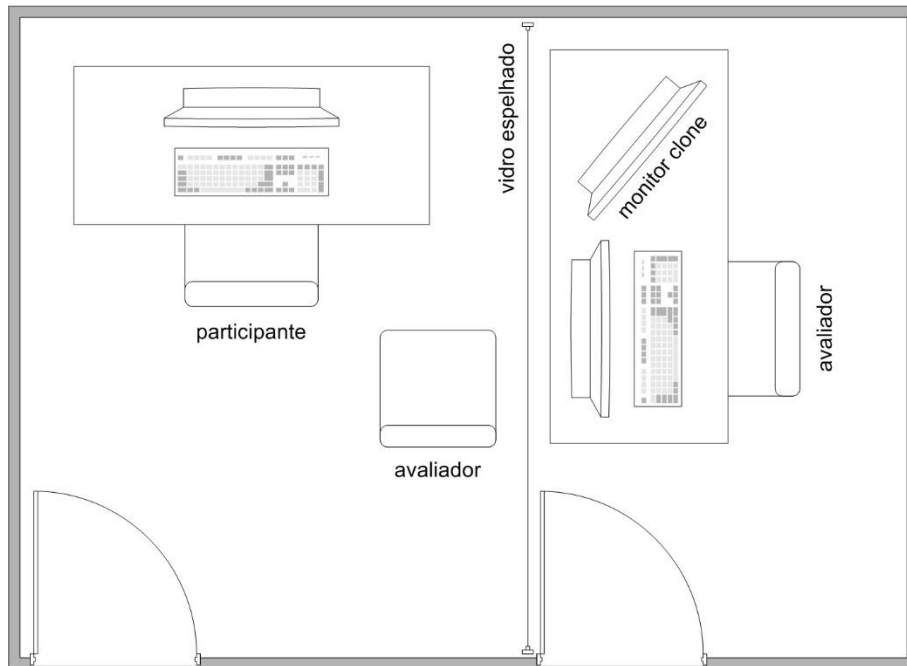 vidro espelhado
monitor clone
participante
avaliador
avaliador